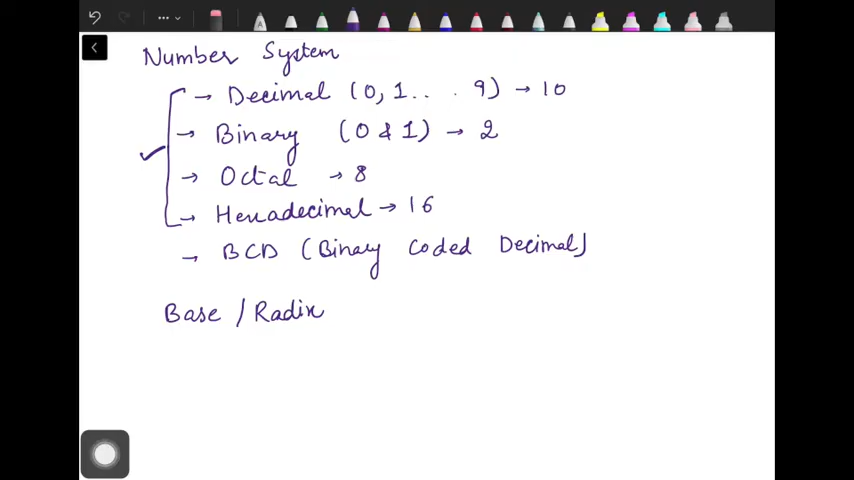 Number System
→ Decimal (0, 1 . . . 9) → 10
→ Binary (0 & 1) → 2
→ Octal → 8
→ Hexadecimal → 16
→ BCD (Binary Coded Decimal)
Base / Radix